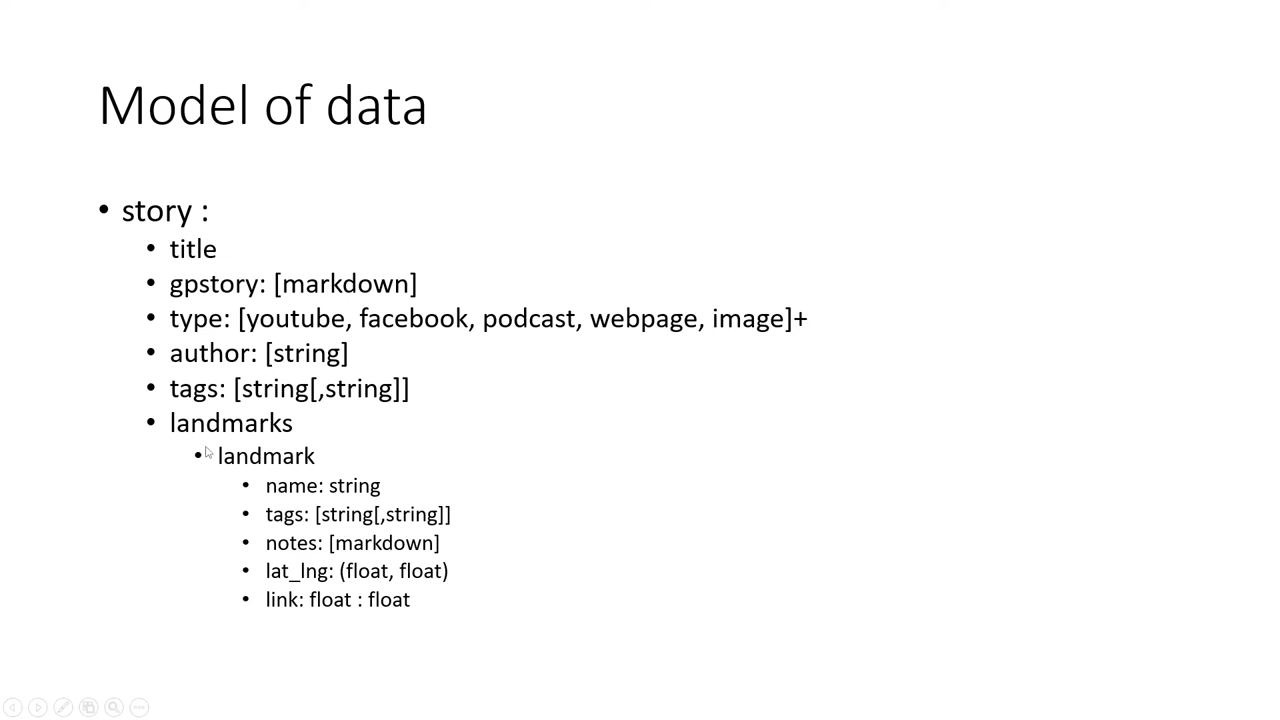 Model of data
• story :
• title
• gpstory: [markdown]
• type: [youtube, facebook, podcast, webpage, image]+
• author: [string]
• tags: [string[,string]]
• landmarks
• landmark
• name: string
• tags: [string[,string]]
• notes: [markdown]
• lat_lng: (float, float)
• link: float : float